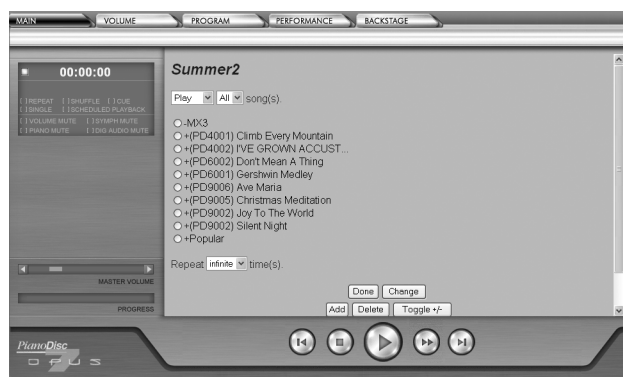 MAIN VOLUME PROGRAM PERFORMANCE BACKSTAGE
00:00:00
[ ] REPEAT [ ] SHUFFLE [ ] CUE
[ ] SINGLE [ ] SCHEDULED PLAYBACK
[ ] VOLUME MUTE [ ] SYMPH MUTE
[ ] PIANO MUTE [ ] DIG AUDIO MUTE
MASTER VOLUME
PROGRESS
Summer2
Play All song(s).
-MX3
+(PD4001) Climb Every Mountain
+(PD4002) I'VE GROWN ACCUST...
+(PD6002) Don't Mean A Thing
+(PD6001) Gershwin Medley
+(PD9006) Ave Maria
+(PD9005) Christmas Meditation
+(PD9002) Joy To The World
+(PD9002) Silent Night
+Popular
Repeat infinite time(s).
Done Change
Add Delete Toggle +/-
PianoDisc
OPUS 7